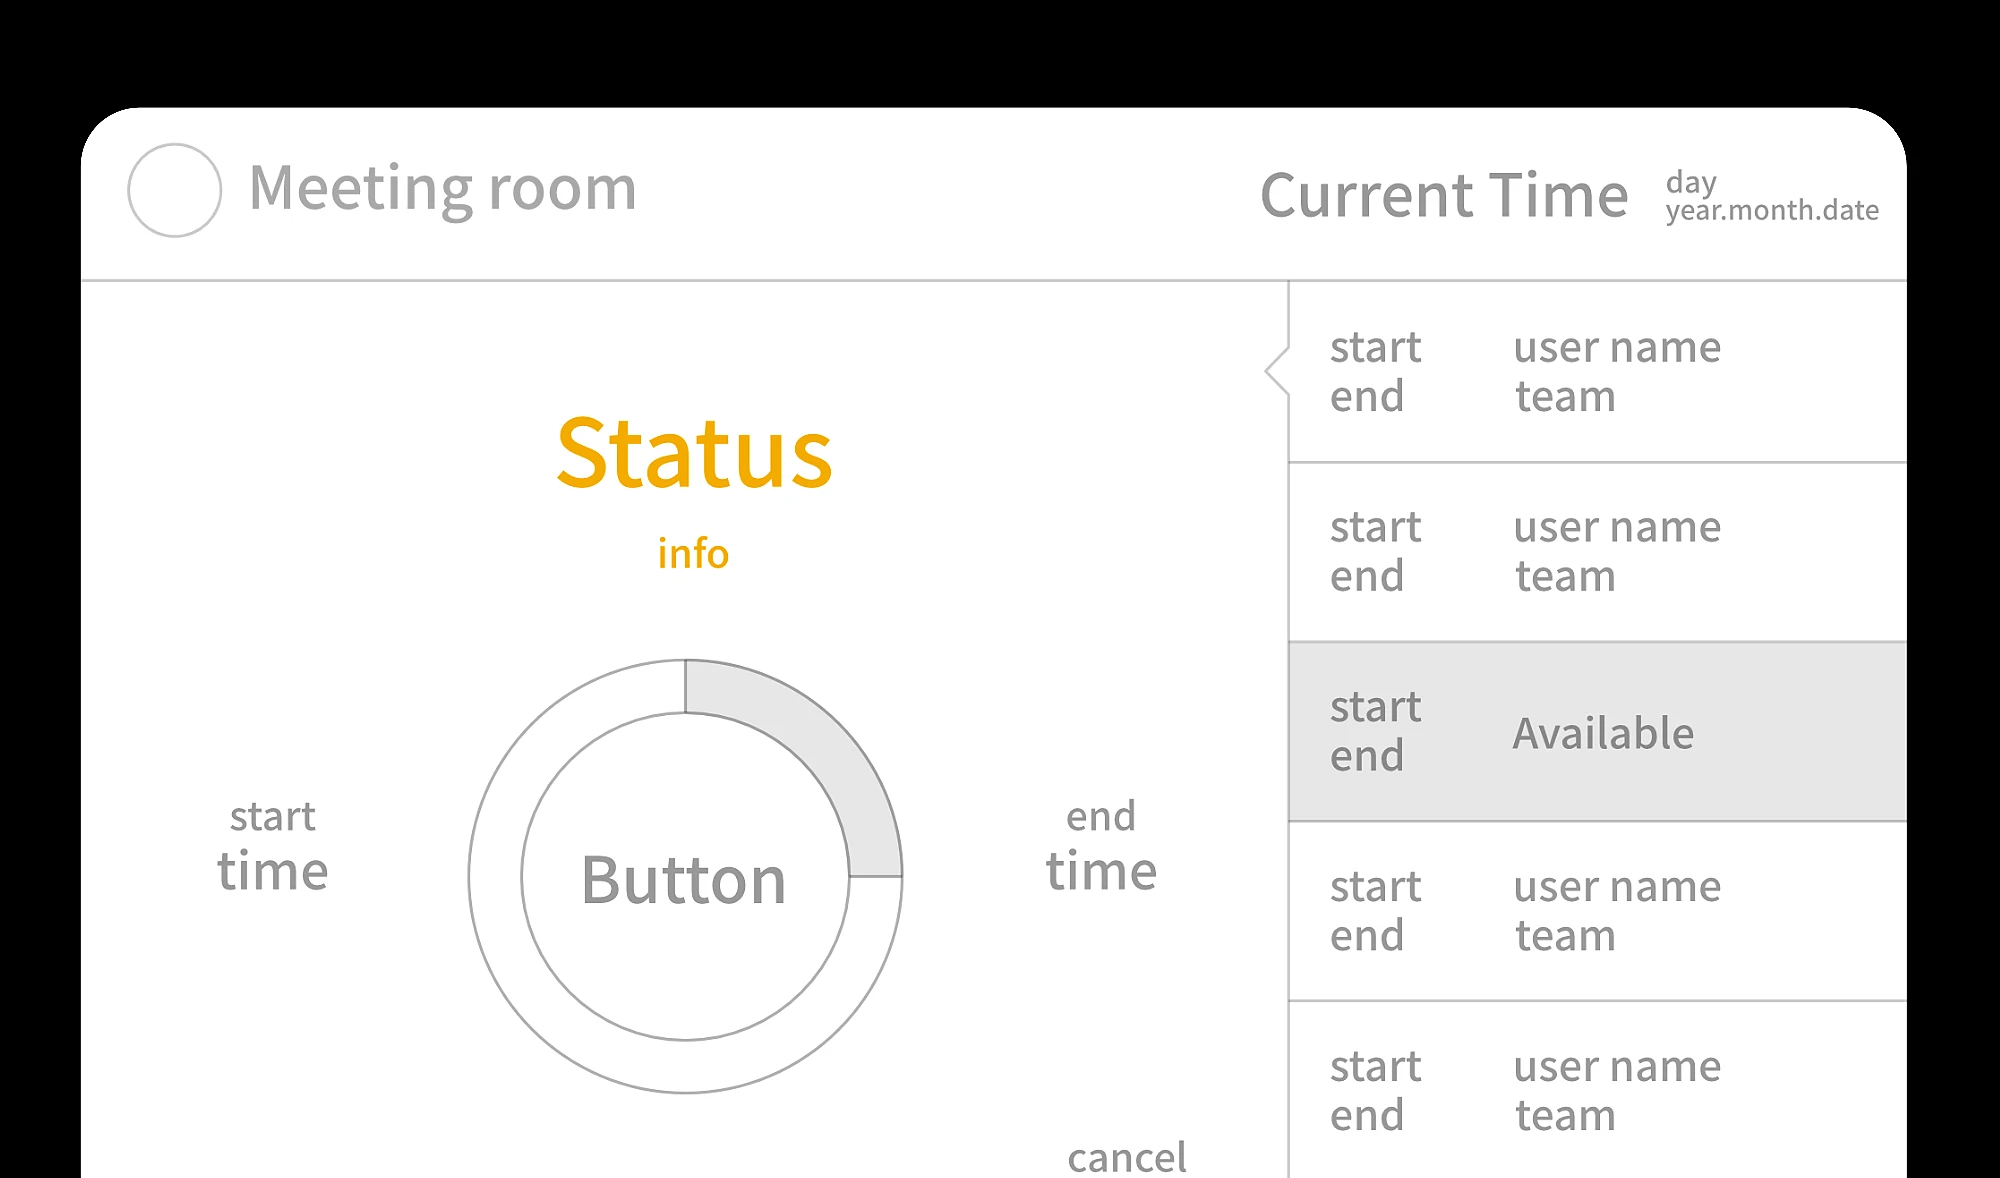 Meeting room
Current Time
day
year.month.date
Status
info
start
time
Button
end
time
cancel
start
end
user name
team
start
end
user name
team
start
end
Available
start
end
user name
team
start
end
user name
team